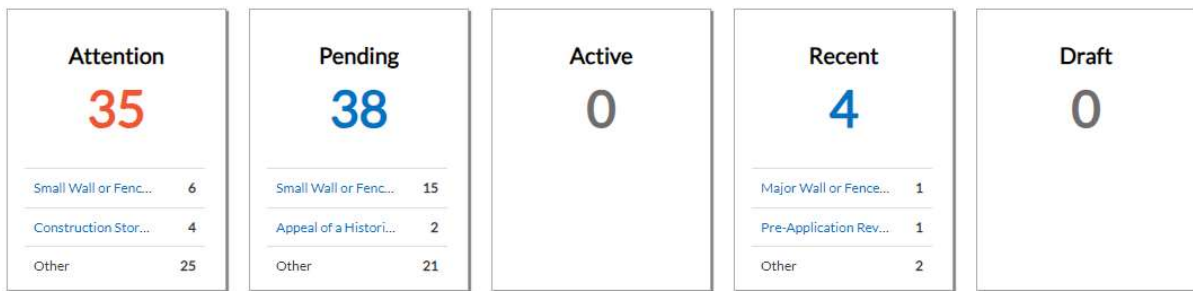 Attention
35
Small Wall or Fenc... 6
Construction Stor... 4
Other 25
Pending
38
Small Wall or Fenc... 15
Appeal of a Histori... 2
Other 21
Active
0
Recent
4
Major Wall or Fence... 1
Pre-Application Rev... 1
Other 2
Draft
0